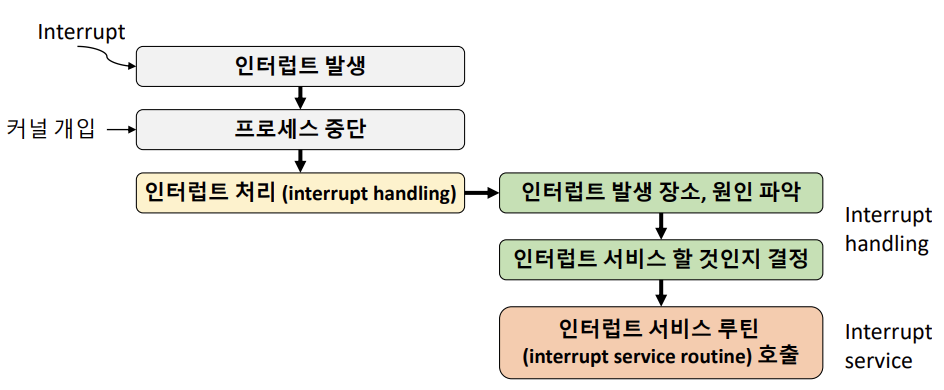 Interrupt
인터럽트 발생
커널 개입
프로세스 중단
인터럽트 처리 (interrupt handling)
인터럽트 발생 장소, 원인 파악
인터럽트 서비스 할 것인지 결정
Interrupt
handling
인터럽트 서비스 루틴
(interrupt service routine) 호출
Interrupt
service